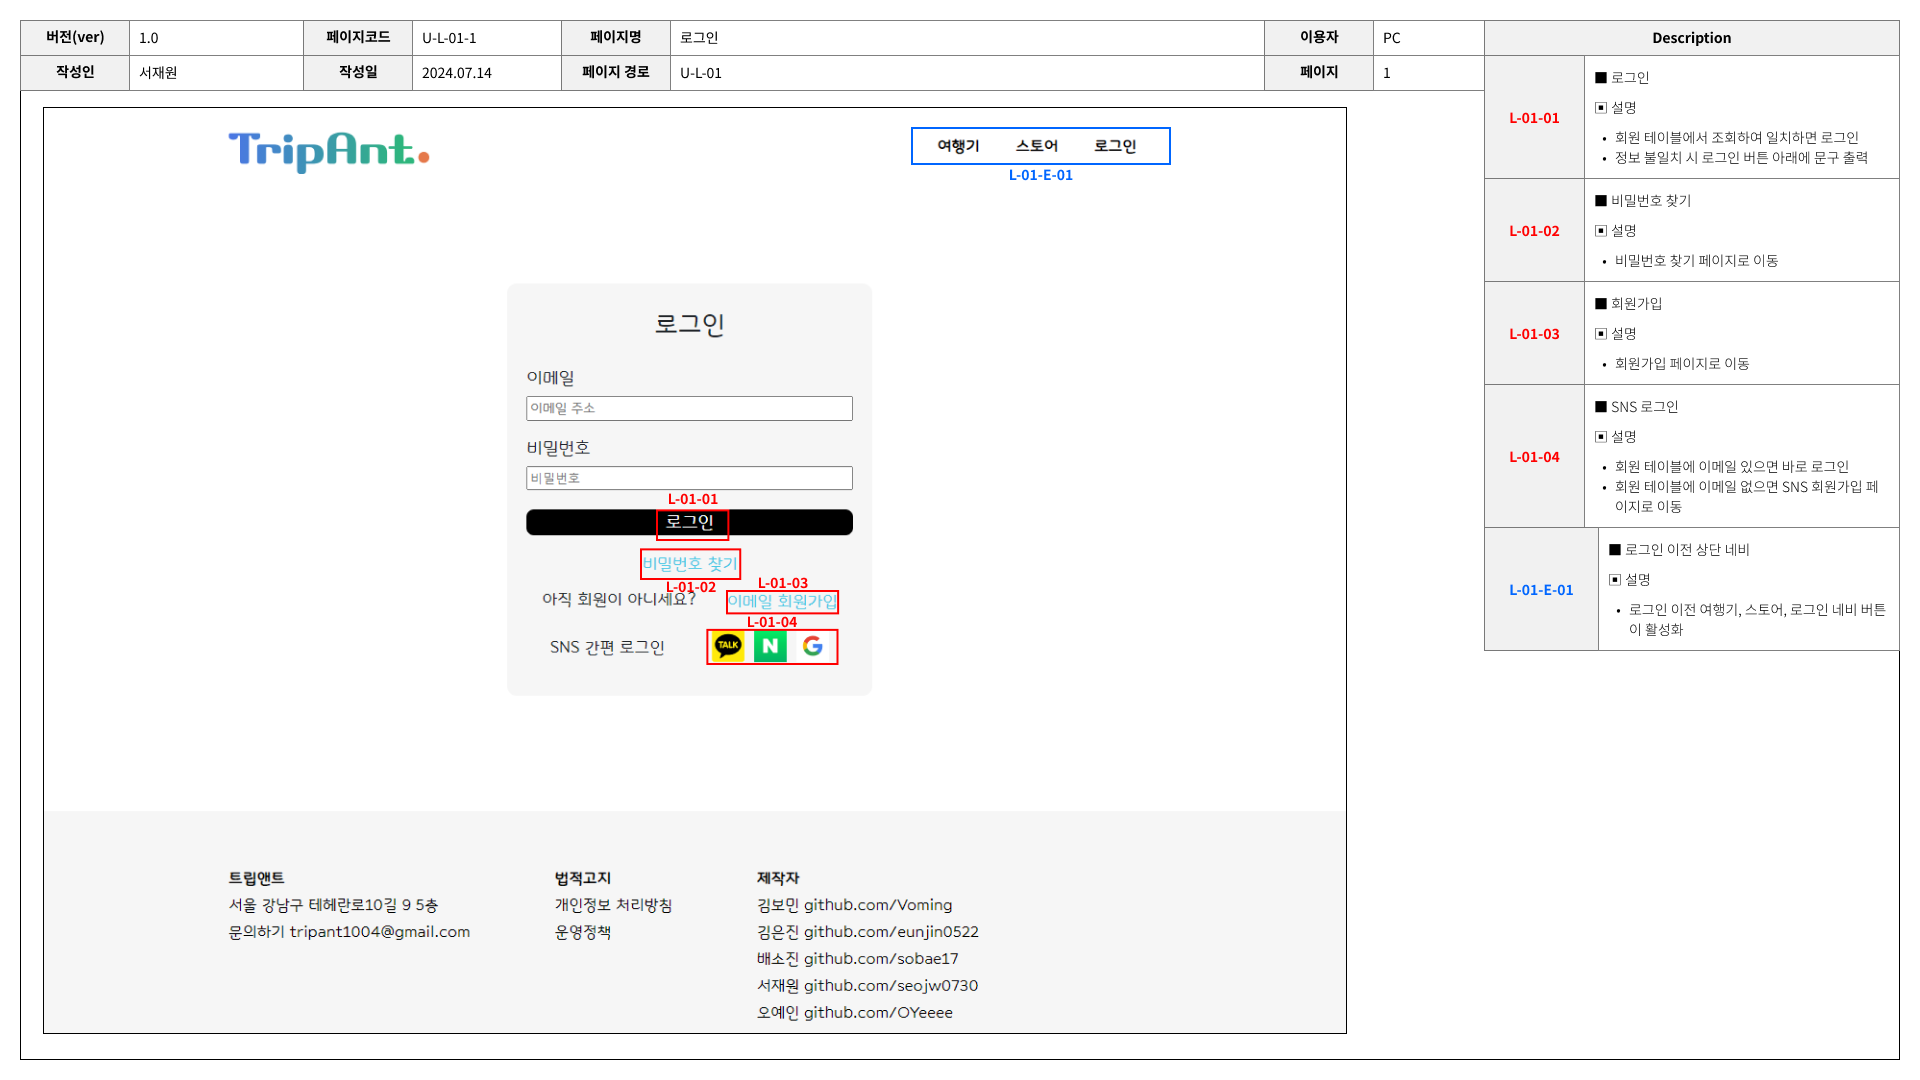 버전(ver) 1.0 페이지코드 U-L-01-1 페이지명 로그인 이용자 PC
작성인 서재원 작성일 2024.07.14 페이지 경로 U-L-01 페이지 1
TripAnt.
여행기 스토어 로그인
L-01-E-01
로그인
이메일
이메일 주소
비밀번호
비밀번호
L-01-01
로그인
비밀번호 찾기
L-01-02
L-01-03
아직 회원이 아니세요? 이메일 회원가입
L-01-04
SNS 간편 로그인 TALK N G
트립앤트
서울 강남구 테헤란로10길 9 5층
문의하기 tripant1004@gmail.com
법적고지
개인정보 처리방침
운영정책
제작자
김보민 github.com/Voming
김은진 github.com/eunjin0522
배소진 github.com/sobae17
서재원 github.com/seojw0730
오예인 github.com/OYeeee
Description
L-01-01
■ 로그인
▣ 설명
• 회원 테이블에서 조회하여 일치하면 로그인
• 정보 불일치 시 로그인 버튼 아래에 문구 출력
L-01-02
■ 비밀번호 찾기
▣ 설명
• 비밀번호 찾기 페이지로 이동
L-01-03
■ 회원가입
▣ 설명
• 회원가입 페이지로 이동
L-01-04
■ SNS 로그인
▣ 설명
• 회원 테이블에 이메일 있으면 바로 로그인
• 회원 테이블에 이메일 없으면 SNS 회원가입 페
이지로 이동
L-01-E-01
■ 로그인 이전 상단 네비
▣ 설명
• 로그인 이전 여행기, 스토어, 로그인 네비 버튼
이 활성화